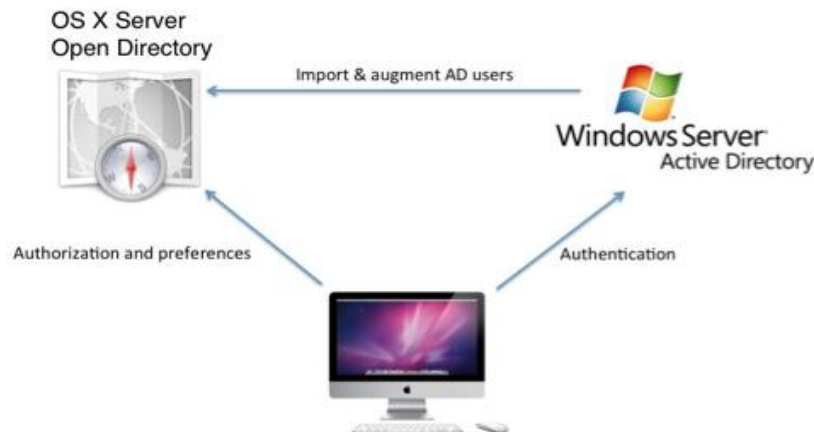 OS X Server
Open Directory
Import & augment AD users
Windows Server
Active Directory
Authorization and preferences
Authentication